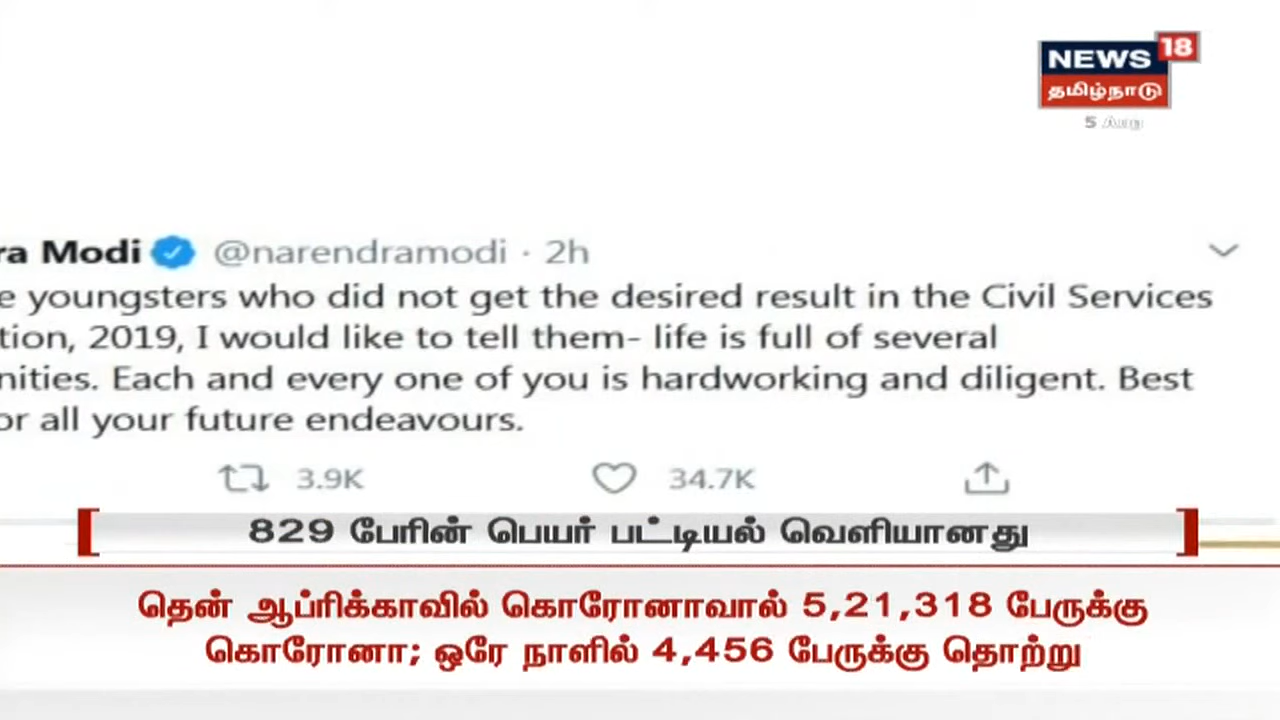 NEWS 18
தமிழ்நாடு
5 Aug
ra Modi @narendramodi · 2h
e youngsters who did not get the desired result in the Civil Services
tion, 2019, I would like to tell them- life is full of several
nities. Each and every one of you is hardworking and diligent. Best
or all your future endeavours.
3.9K 34.7K
829 பேரின் பெயர் பட்டியல் வெளியானது
தென் ஆப்ரிக்காவில் கொரோனாவால் 5,21,318 பேருக்கு
கொரோனா; ஒரே நாளில் 4,456 பேருக்கு தொற்று